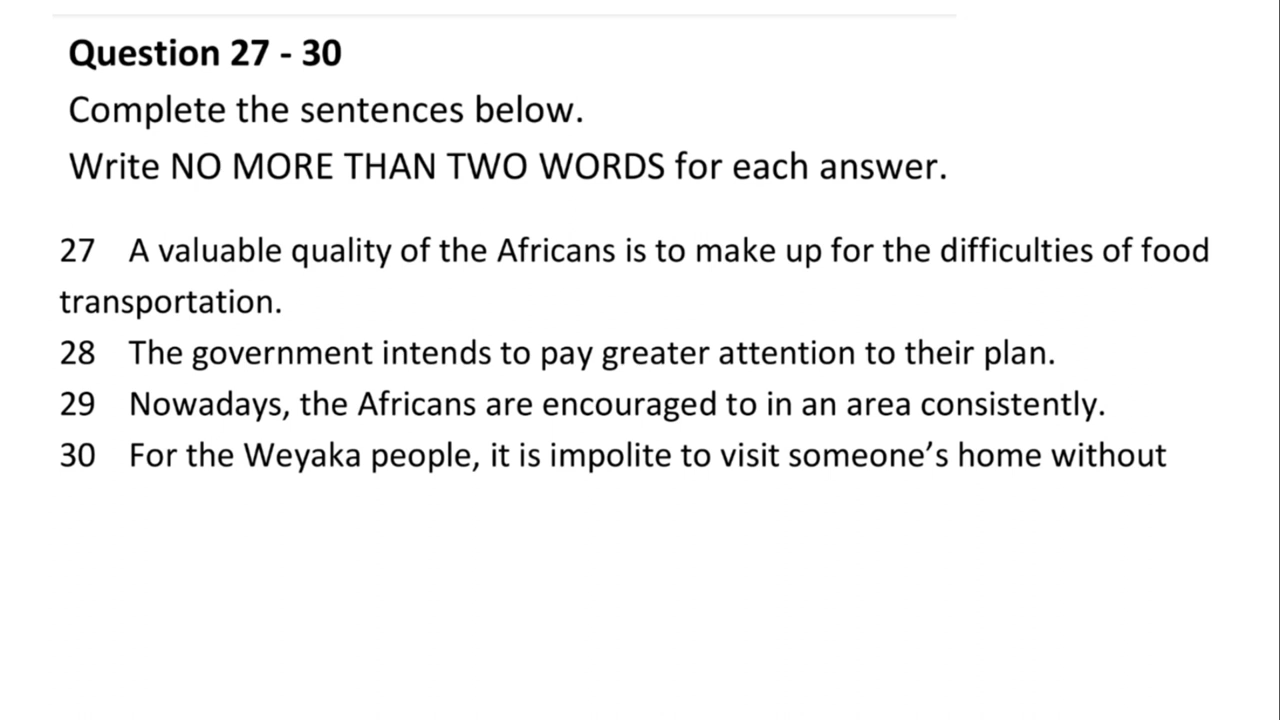 Question 27 - 30
Complete the sentences below.
Write NO MORE THAN TWO WORDS for each answer.
27 A valuable quality of the Africans is to make up for the difficulties of food
transportation.
28 The government intends to pay greater attention to their plan.
29 Nowadays, the Africans are encouraged to in an area consistently.
30 For the Weyaka people, it is impolite to visit someone’s home without